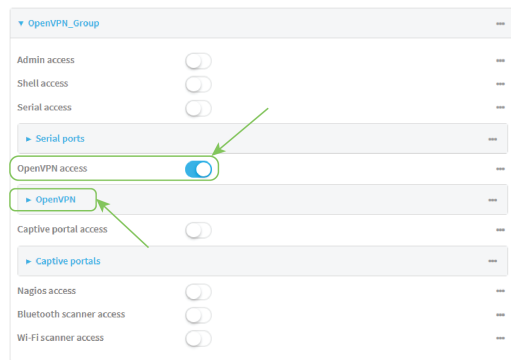 OpenVPN_Group
Admin access
Shell access
Serial access
Serial ports
OpenVPN access
OpenVPN
Captive portal access
Captive portals
Nagios access
Bluetooth scanner access
Wi-Fi scanner access